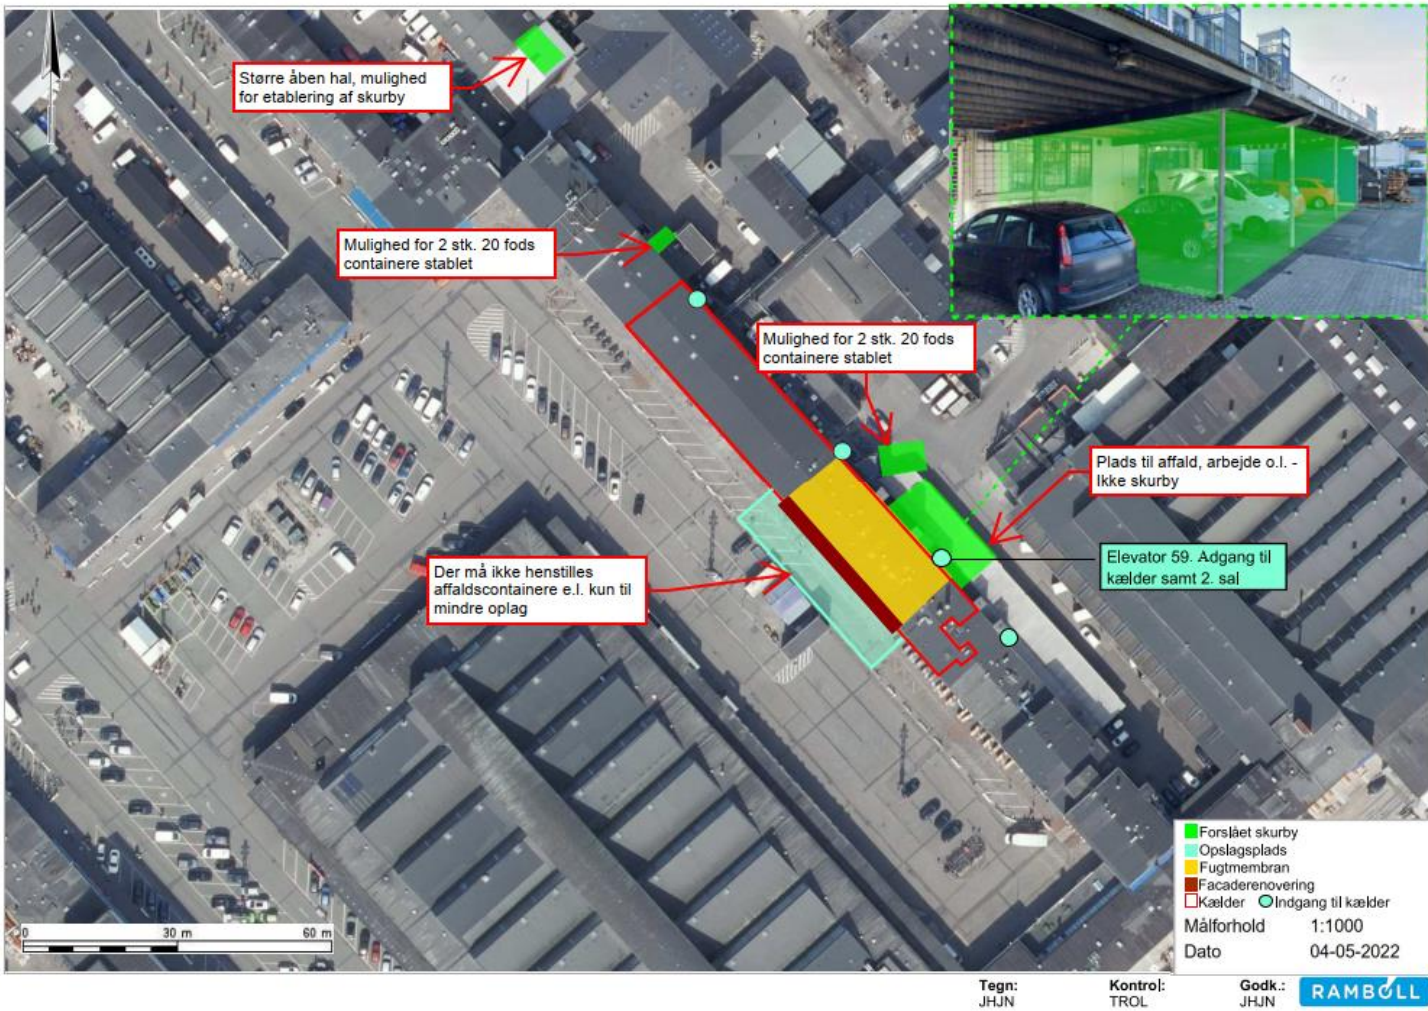 Større åben hal, mulighed
for etablering af skurby
Mulighed for 2 stk. 20 fods
containere stablet
Mulighed for 2 stk. 20 fods
containere stablet
Plads til affald, arbejde o.l. -
Ikke skurby
Elevator 59. Adgang til
kælder samt 2. sal
Der må ikke henstilles
affaldscontainere e.l. kun til
mindre oplag
Forslået skurby
Opslagsplads
Fugtmembran
Facaderenovering
Kælder Indgang til kælder
Målforhold 1:1000
Dato 04-05-2022
0 30 m 60 m
Tegn: Kontrol: Godk.:
JHJN TROL JHJN
RAMBOLL